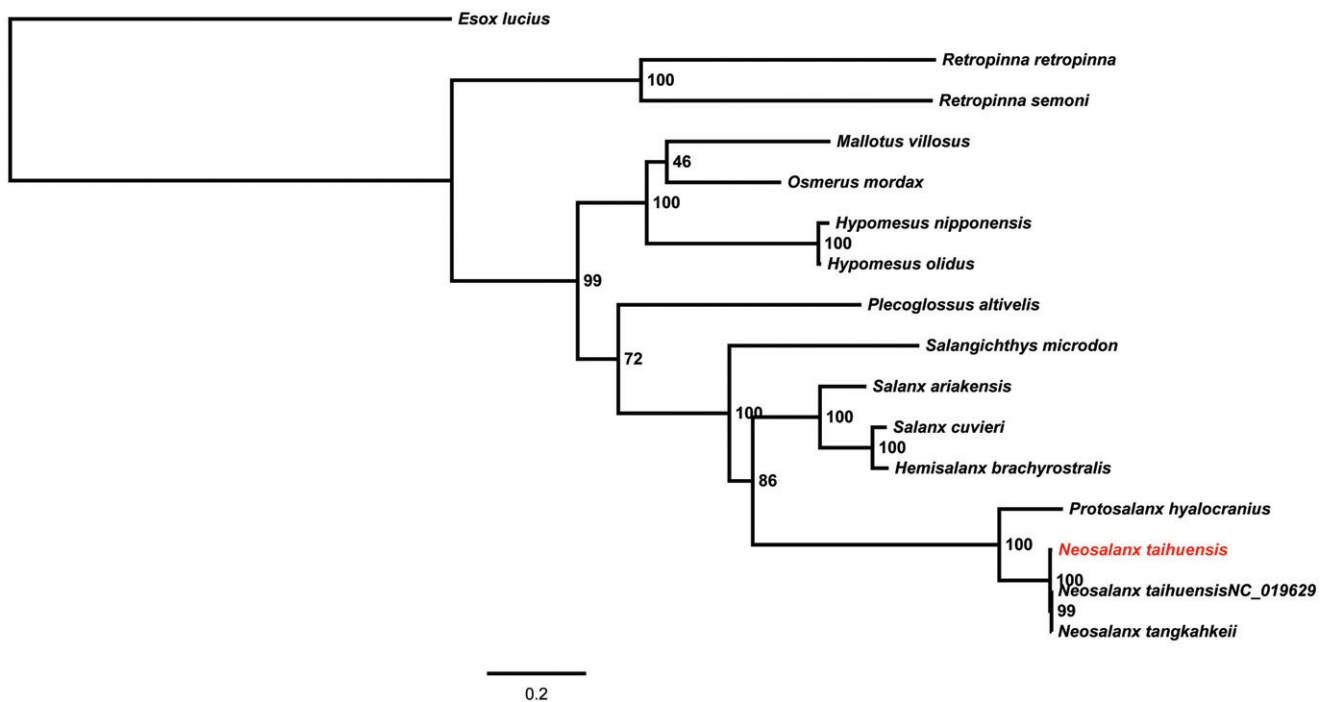 Esox lucius
Retropinna retropinna
100
Retropinna semoni
Mallotus villosus
46
Osmerus mordax
100
Hypomesus nipponensis
100
Hypomesus olidus
99
Plecoglossus altivelis
Salangichthys microdon
72
Salanx ariakensis
100
100
Salanx cuvieri
100
Hemisalanx brachyrostralis
86
Protosalanx hyalocranius
100
Neosalanx taihuensis
100
Neosalanx taihuensisNC_019629
99
Neosalanx tangkahkeii
0.2